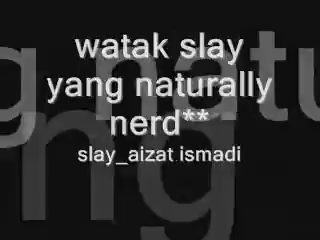 watak slay
yang naturally
nerd**
slay_aizat ismadi